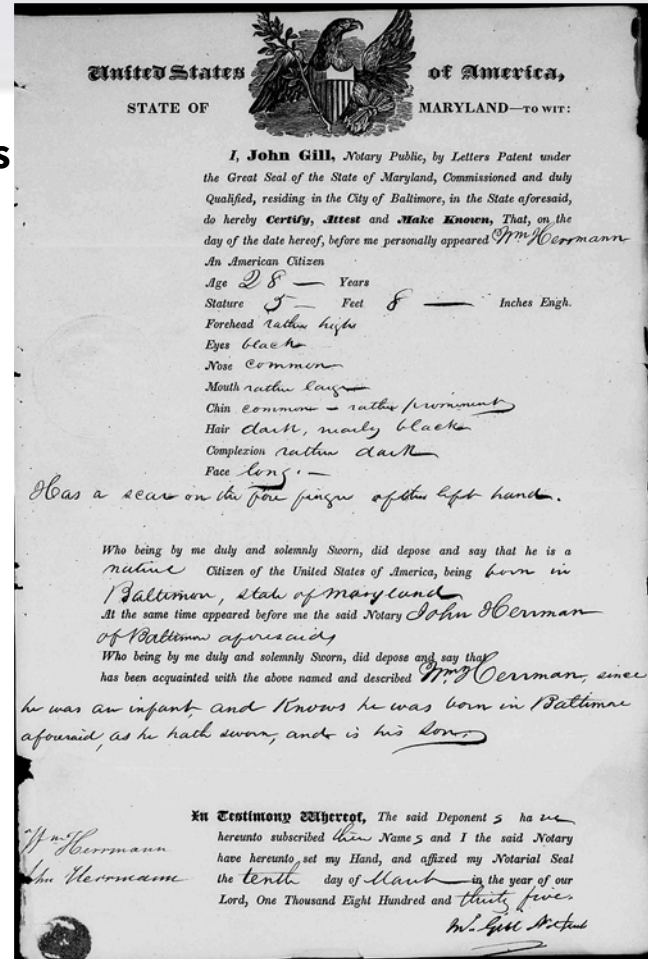 s
United States of America,
STATE OF MARYLAND—TO WIT:
I, John Gill, Notary Public, by Letters Patent under
the Great Seal of the State of Maryland, Commissioned and duly
Qualified, residing in the City of Baltimore, in the State aforesaid,
do hereby Certify, Attest and Make Known, That, on the
day of the date hereof, before me personally appeared Wm Herrmann
An American Citizen
Age 28 — Years
Stature 5 — Feet 8 — Inches Engh.
Forehead rather high
Eyes black
Nose common
Mouth rather large
Chin common – rather prominent
Hair dark, nearly black
Complexion rather dark
Face long. —
Has a scar on the fore finger of the left hand.
Who being by me duly and solemnly Sworn, did depose and say that he is a
native Citizen of the United States of America, being born in
Baltimore, state of Maryland
At the same time appeared before me the said Notary John Herrman
of Baltimore aforesaid,
Who being by me duly and solemnly Sworn, did depose and say that
has been acquainted with the above named and described Wm Herrman, since
he was an infant, and Knows he was born in Baltimore
aforesaid, as he hath sworn, and is his son.
In Testimony Whereof, The said Deponent s ha ve
hereunto subscribed their Name s and I the said Notary
have hereunto set my Hand, and affixed my Notarial Seal
the tenth day of March in the year of our
Lord, One Thousand Eight Hundred and thirty five.
Wm Herrmann
John Herrmann
Gill Not Pub